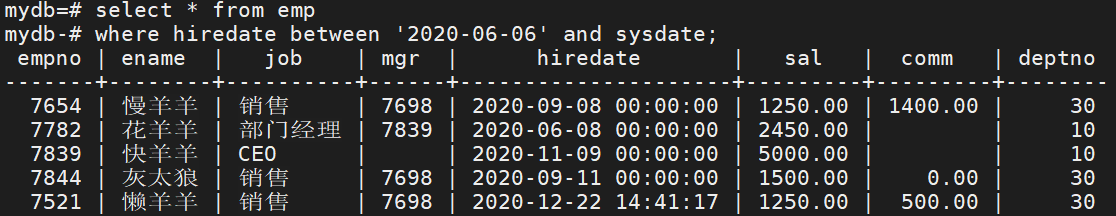 mydb=# select * from emp
mydb-# where hiredate between '2020-06-06' and sysdate;
 empno | ename  |   job    | mgr  |      hiredate       |   sal   |  comm   | deptno
-------+--------+----------+------+---------------------+---------+---------+--------
  7654 | 慢羊羊 | 销售     | 7698 | 2020-09-08 00:00:00 | 1250.00 | 1400.00 |     30
  7782 | 花羊羊 | 部门经理 | 7839 | 2020-06-08 00:00:00 | 2450.00 |         |     10
  7839 | 快羊羊 | CEO      |      | 2020-11-09 00:00:00 | 5000.00 |         |     10
  7844 | 灰太狼 | 销售     | 7698 | 2020-09-11 00:00:00 | 1500.00 |    0.00 |     30
  7521 | 懒羊羊 | 销售     | 7698 | 2020-12-22 14:41:17 | 1250.00 |  500.00 |     30